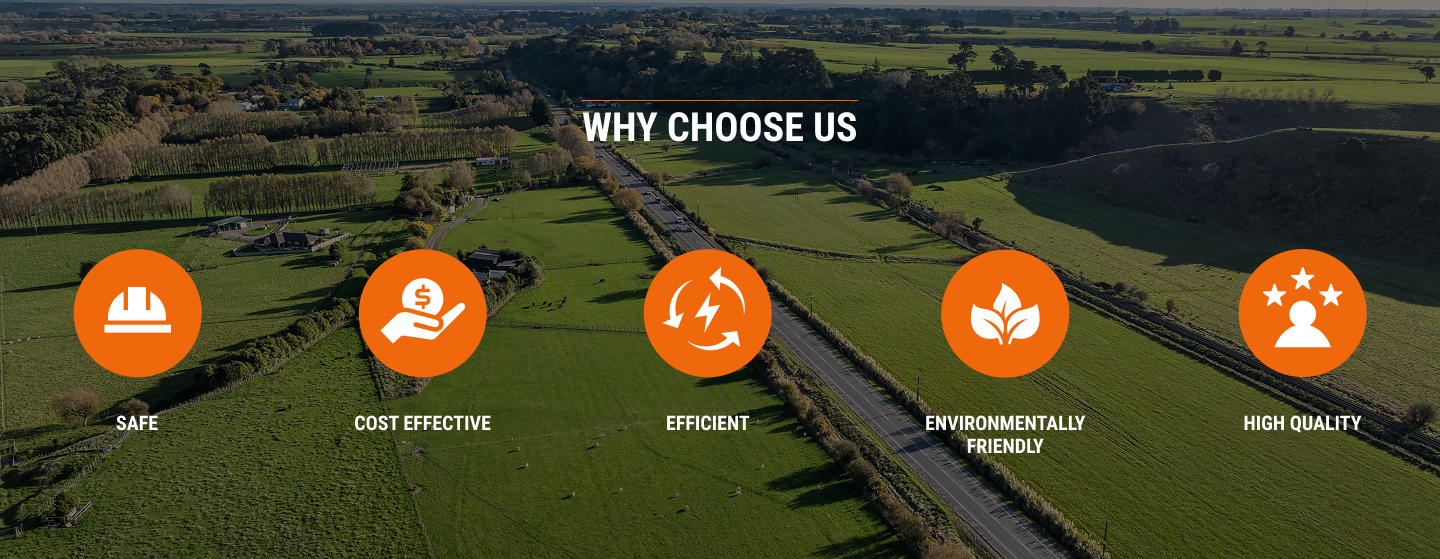 WHY CHOOSE US
SAFE
COST EFFECTIVE
EFFICIENT
ENVIRONMENTALLY
FRIENDLY
HIGH QUALITY